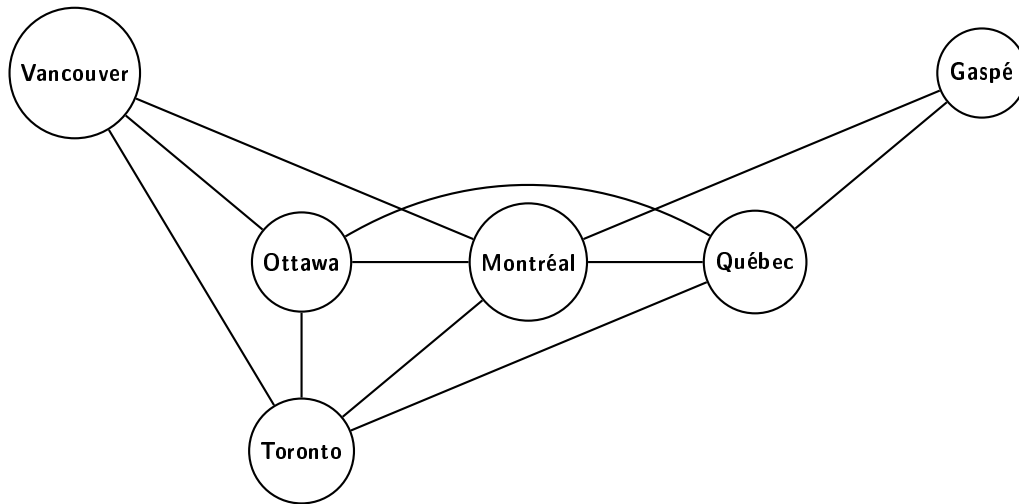 Vancouver
Gaspé
Ottawa
Montréal
Québec
Toronto